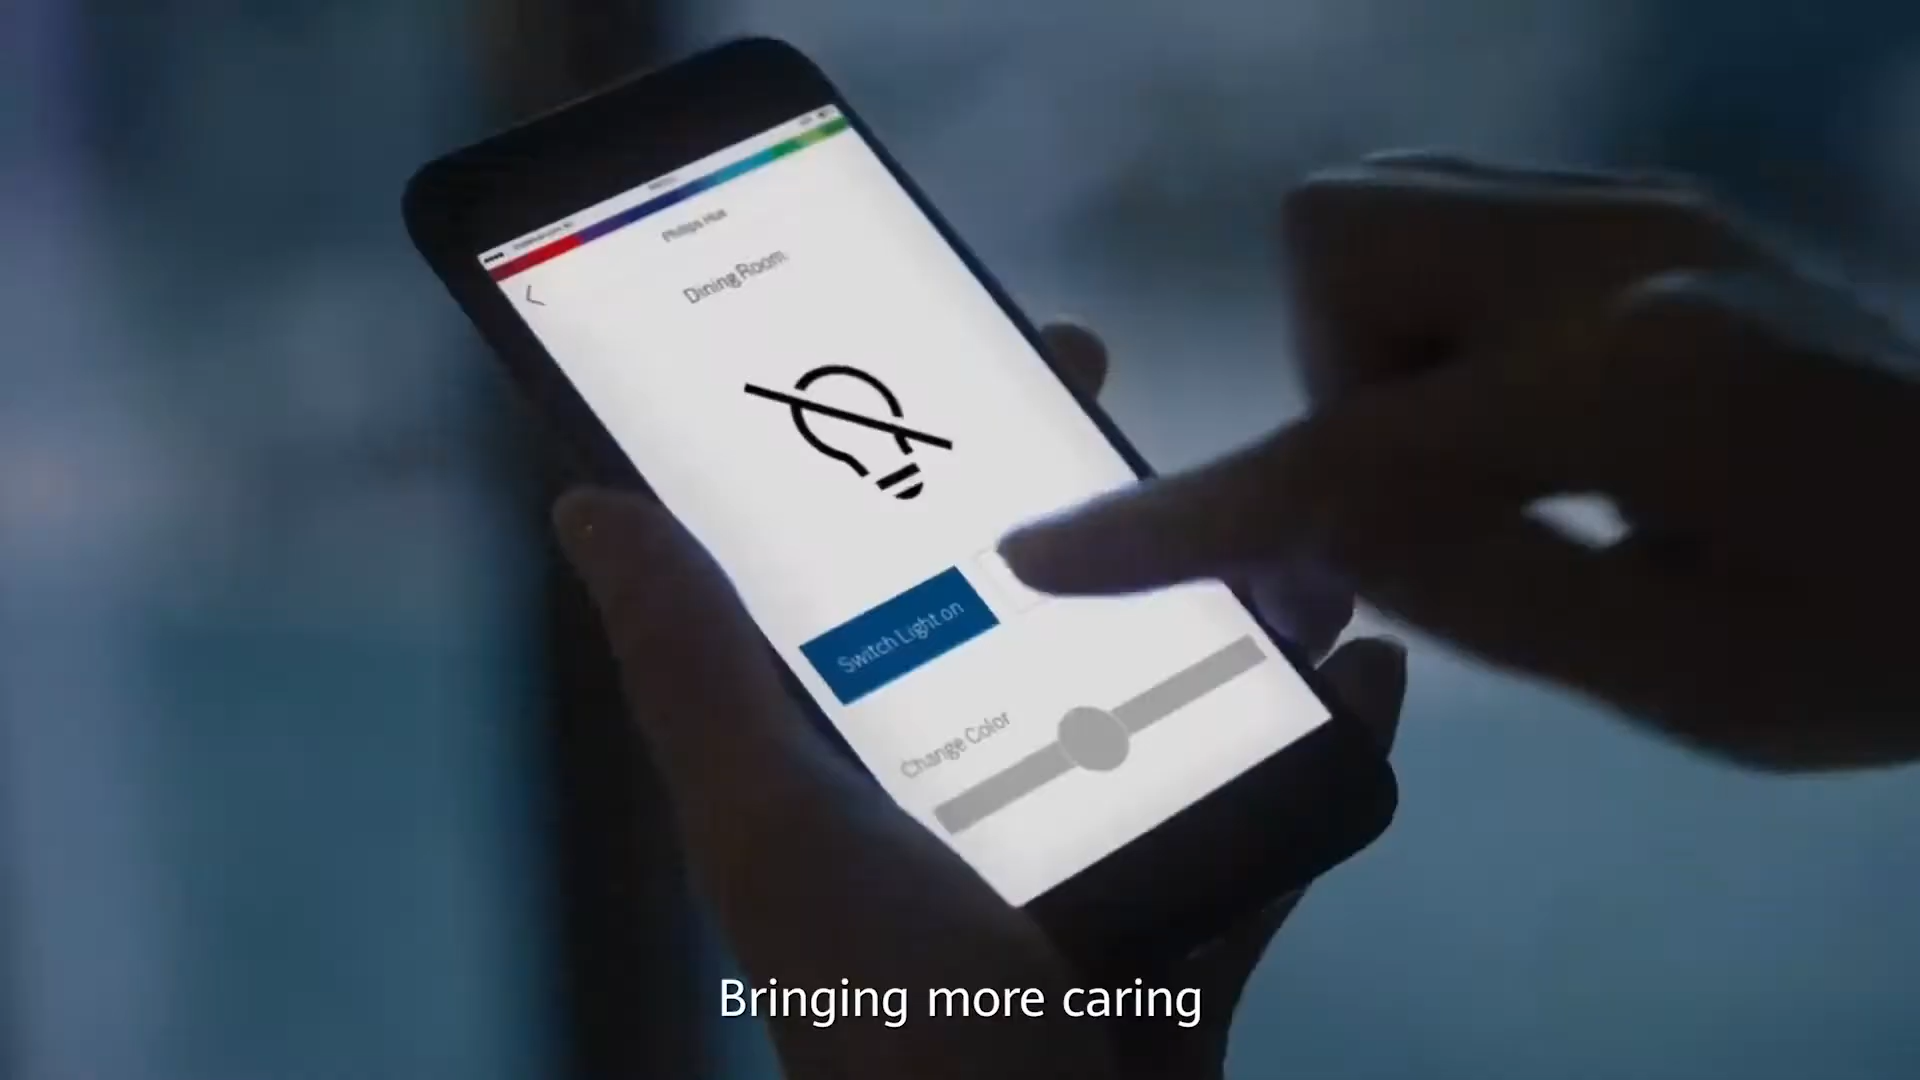 Philips Hue
Dining Room
Switch Light on
Change Color
Bringing more caring